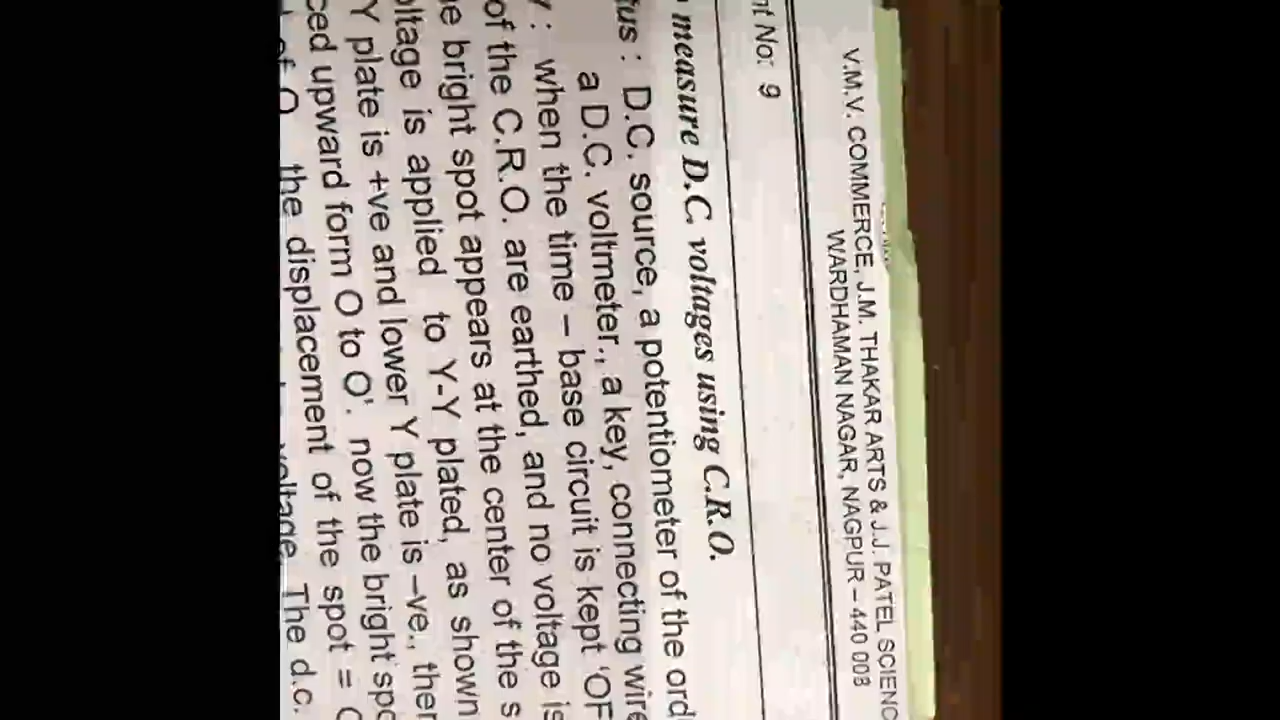 V.M.V. COMMERCE, J.M. THAKAR ARTS & J.J. PATEL SCIENC
WARDHAMAN NAGAR, NAGPUR – 440 008
nt No: 9
measure D.C. voltages using C.R.O.
tus : D.C. source, a potentiometer of the ord
a D.C. voltmeter., a key, connecting wire
y : when the time – base circuit is kept ‘OF
of the C.R.O. are earthed, and no voltage is
e bright spot appears at the center of the s
oltage is applied to Y-Y plated, as shown
Y plate is +ve and lower Y plate is –ve., then
ced upward form O to O'. now the bright spo
the displacement of the spot =
voltage. The d.c.